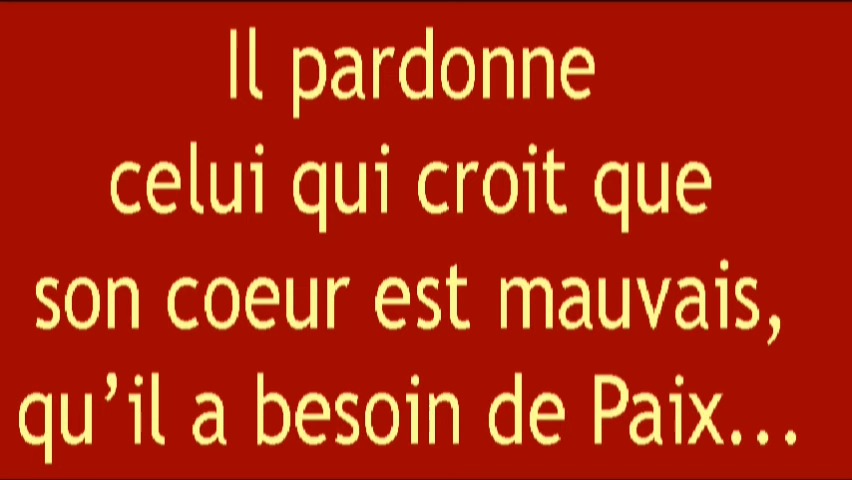 Il pardonne
celui qui croit que
son coeur est mauvais,
qu’il a besoin de Paix...